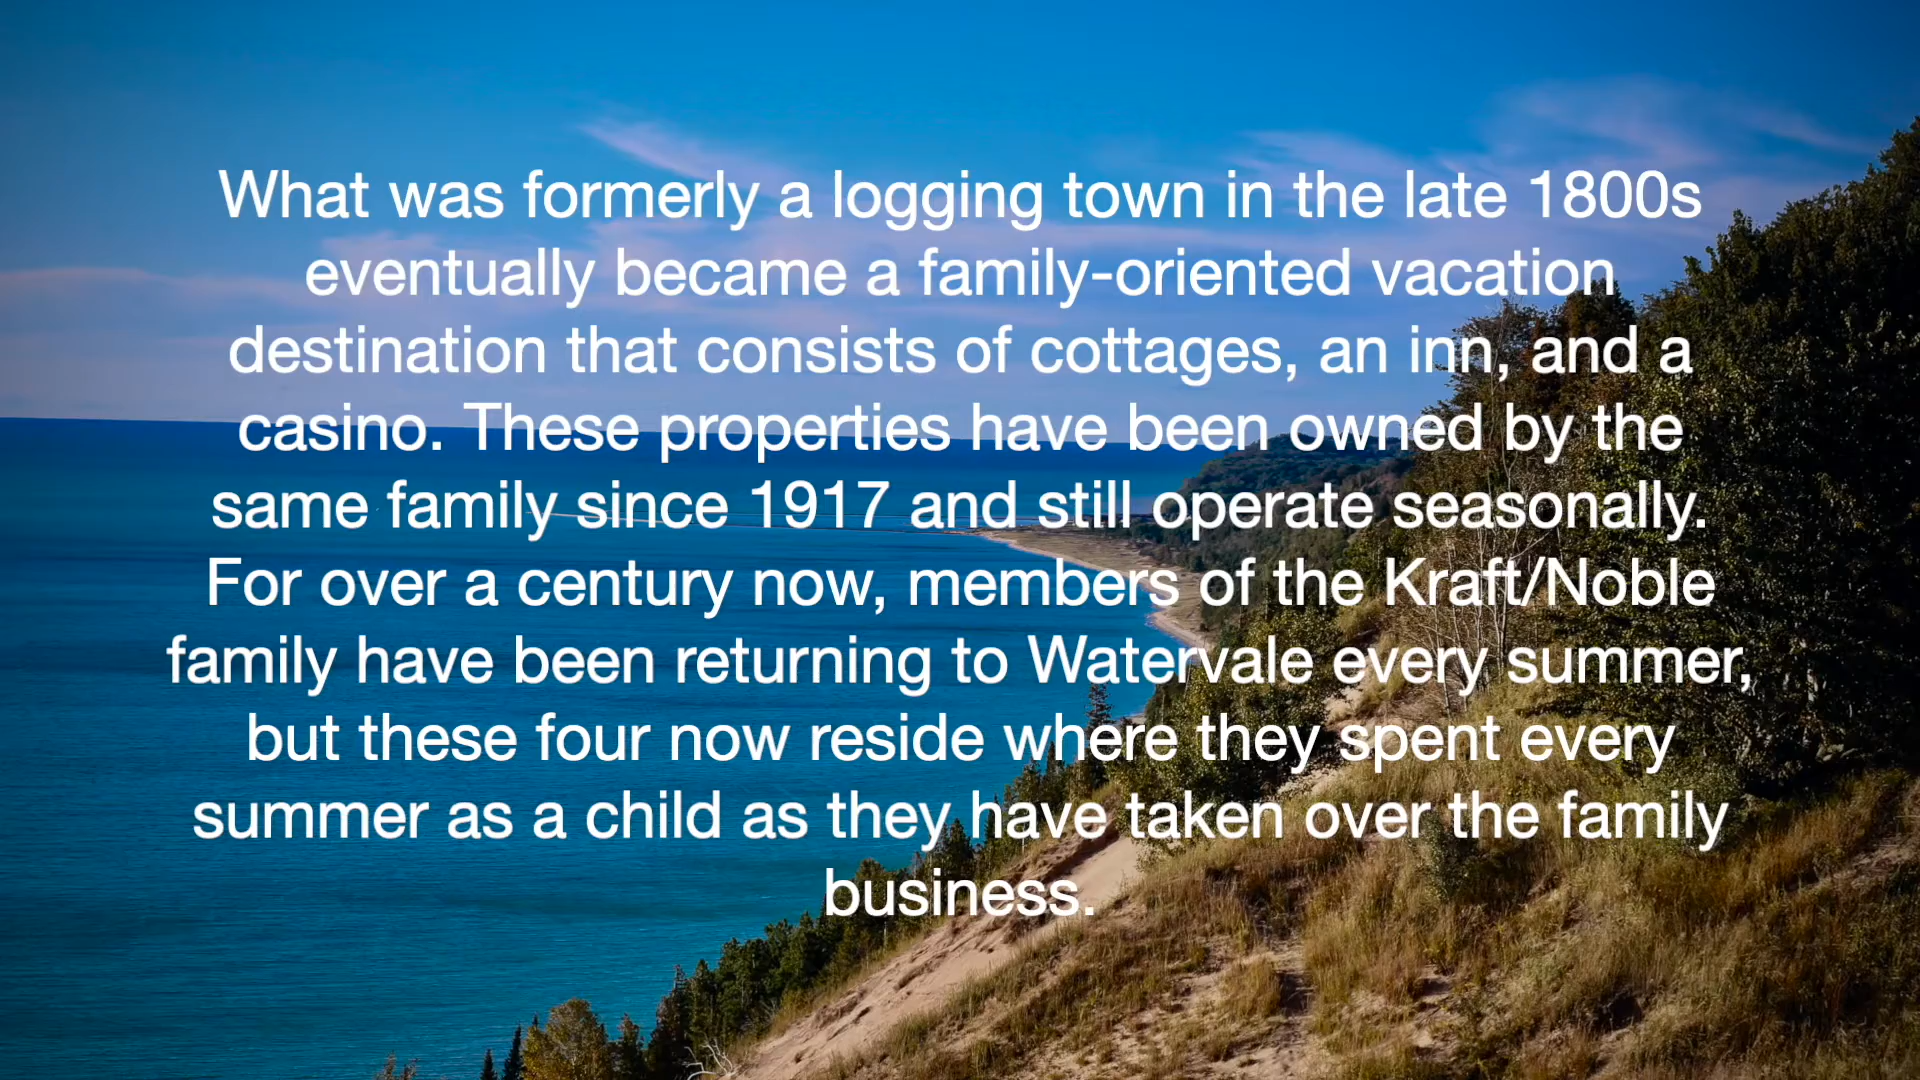 What was formerly a logging town in the late 1800s
eventually became a family-oriented vacation
destination that consists of cottages, an inn, and a
casino. These properties have been owned by the
same family since 1917 and still operate seasonally.
For over a century now, members of the Kraft/Noble
family have been returning to Watervale every summer,
but these four now reside where they spent every
summer as a child as they have taken over the family
business.